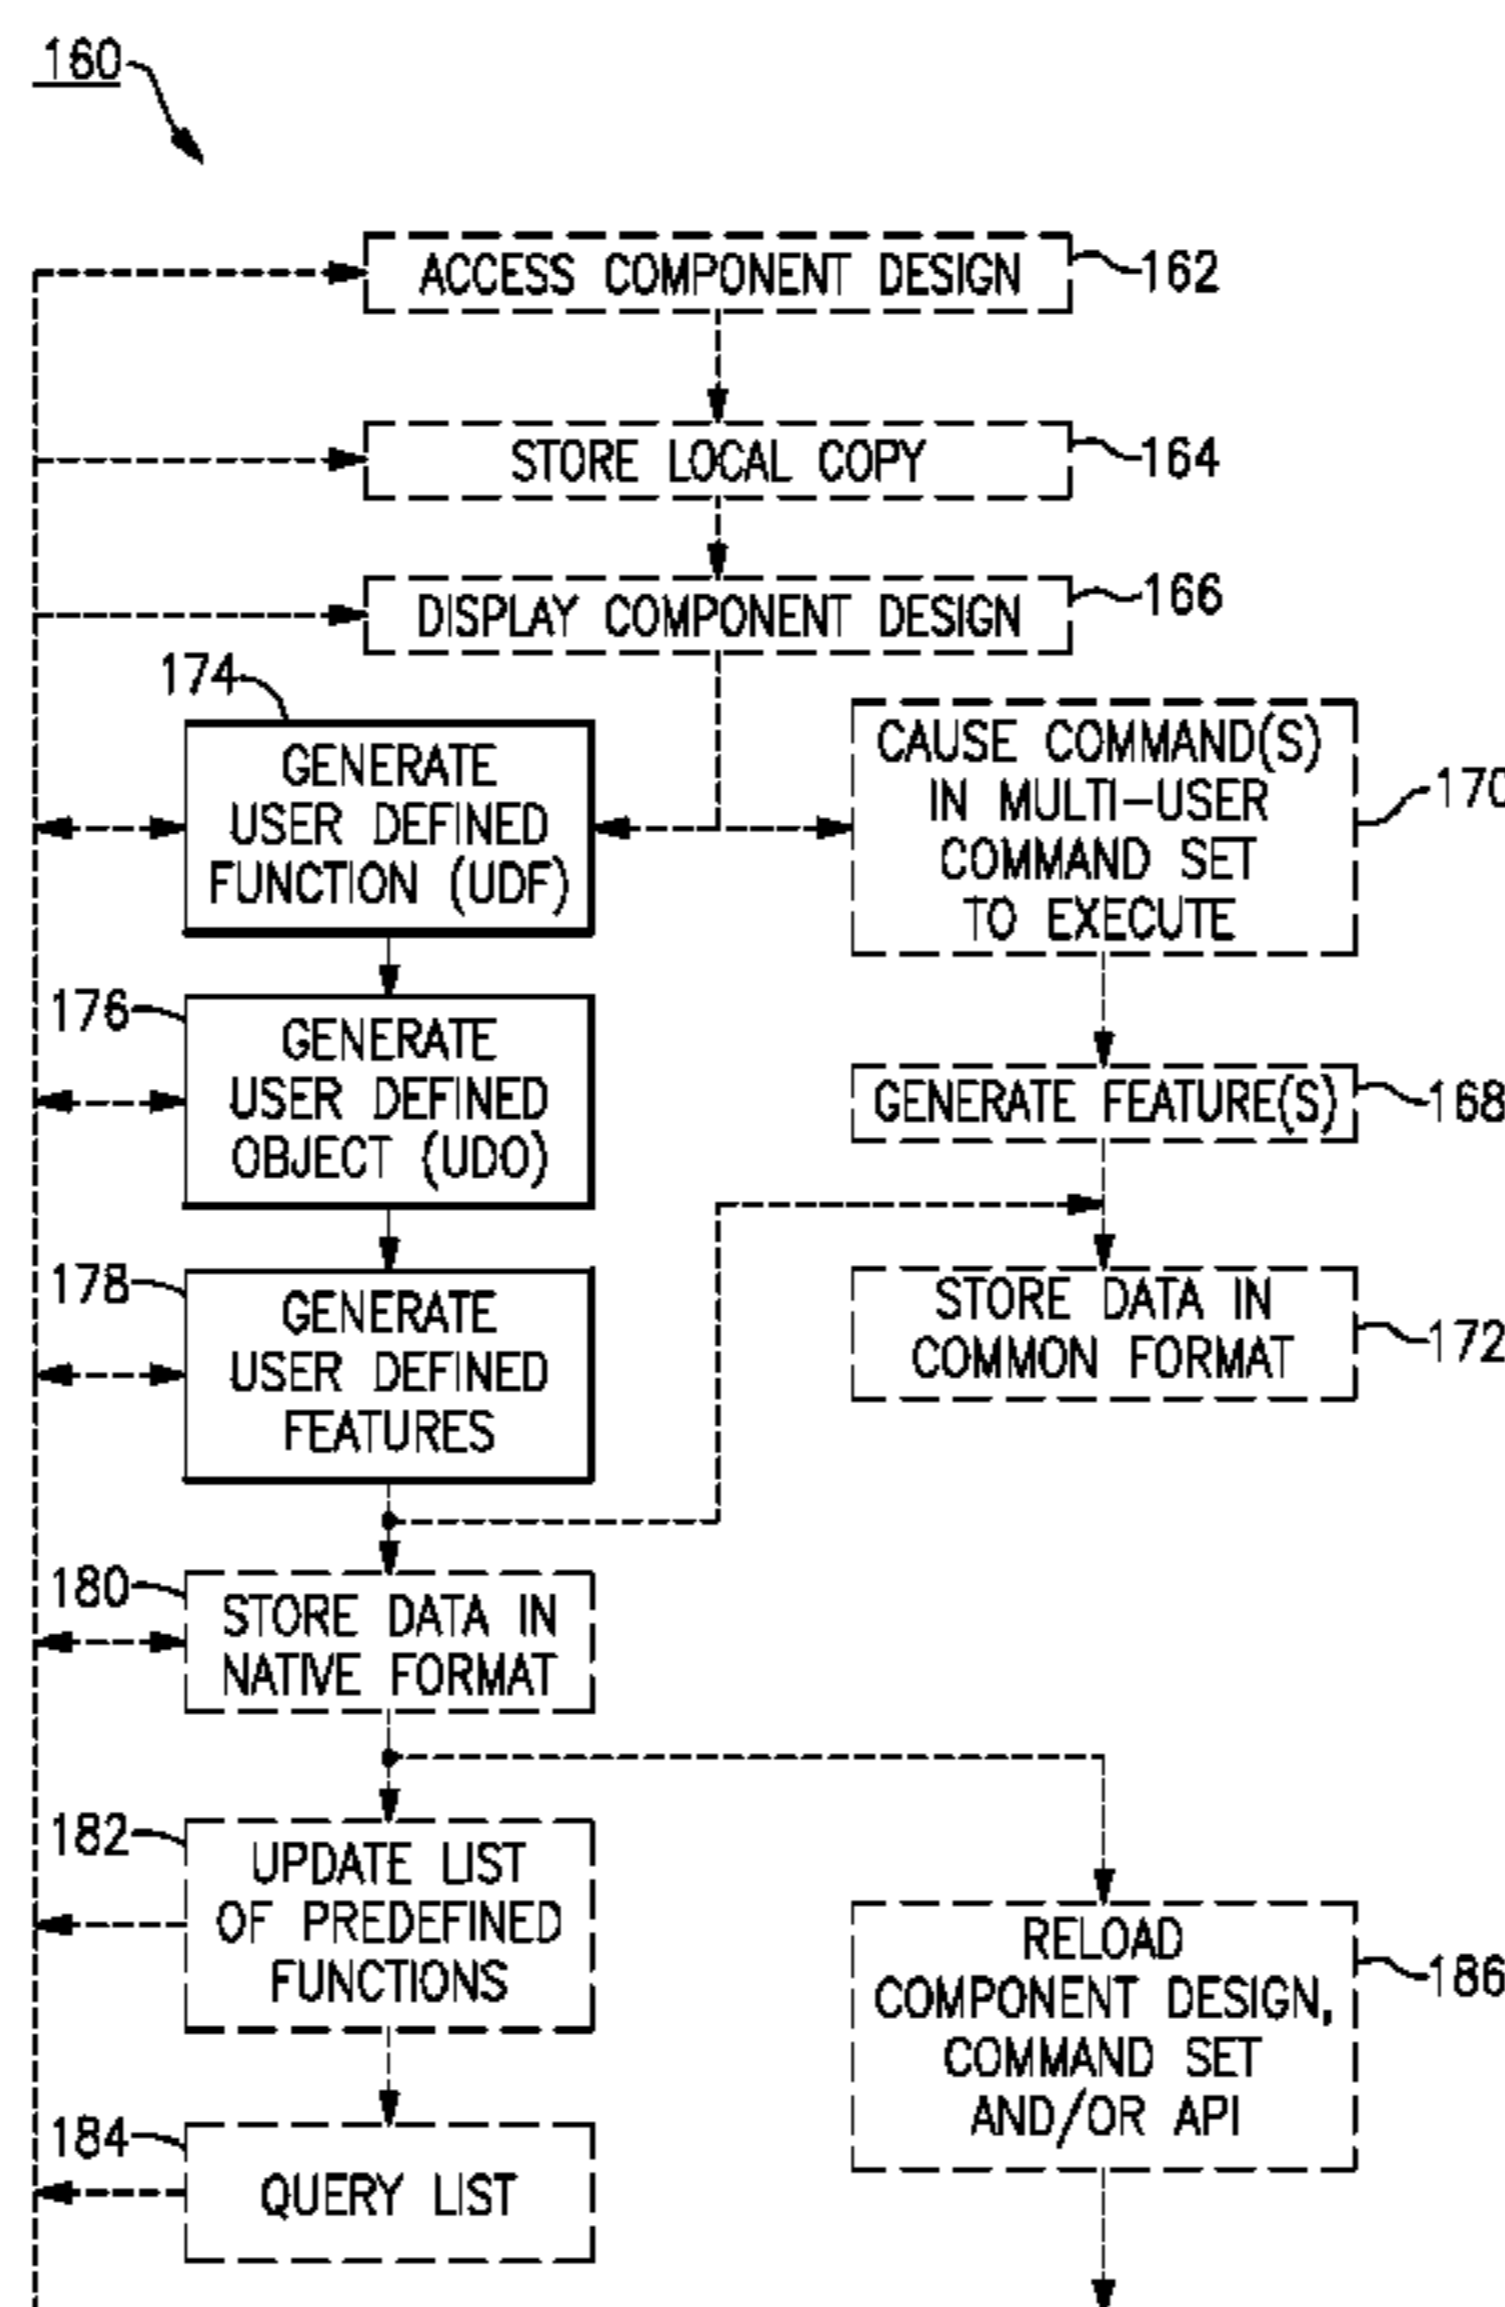 160
ACCESS COMPONENT DESIGN
162
STORE LOCAL COPY
164
DISPLAY COMPONENT DESIGN
166
174
GENERATE
USER DEFINED
FUNCTION (UDF)
CAUSE COMMAND(S)
IN MULTI-USER
COMMAND SET
TO EXECUTE
170
176
GENERATE
USER DEFINED
OBJECT (UDO)
GENERATE FEATURE(S)
168
178
GENERATE
USER DEFINED
FEATURES
STORE DATA IN
COMMON FORMAT
172
180
STORE DATA IN
NATIVE FORMAT
182
UPDATE LIST
OF PREDEFINED
FUNCTIONS
RELOAD
COMPONENT DESIGN,
COMMAND SET
AND/OR API
186
184
QUERY LIST